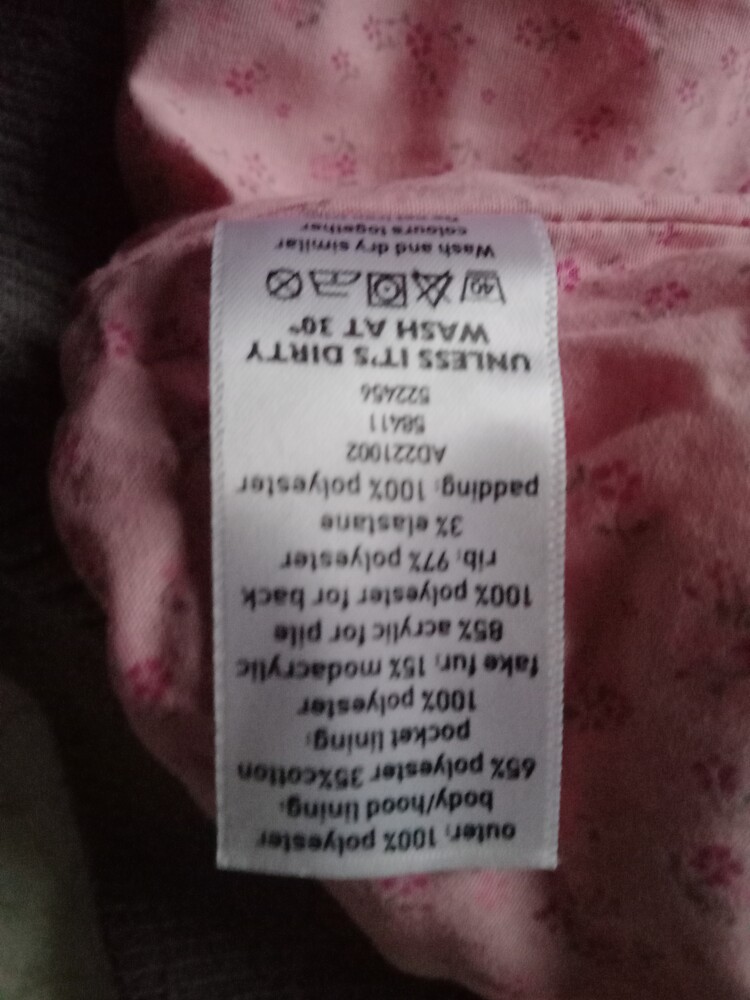 outer: 100% polyester
body/hood lining:
65% polyester 35%cotton
pocket lining:
100% polyester
fake fur: 15% modacrylic
85% acrylic for pile
100% polyester for back
rib: 97% polyester
3% elastane
padding: 100% polyester
AD221002
58411
522456
UNLESS IT'S DIRTY
WASH AT 30°
40
Wash and dry similar
colours together